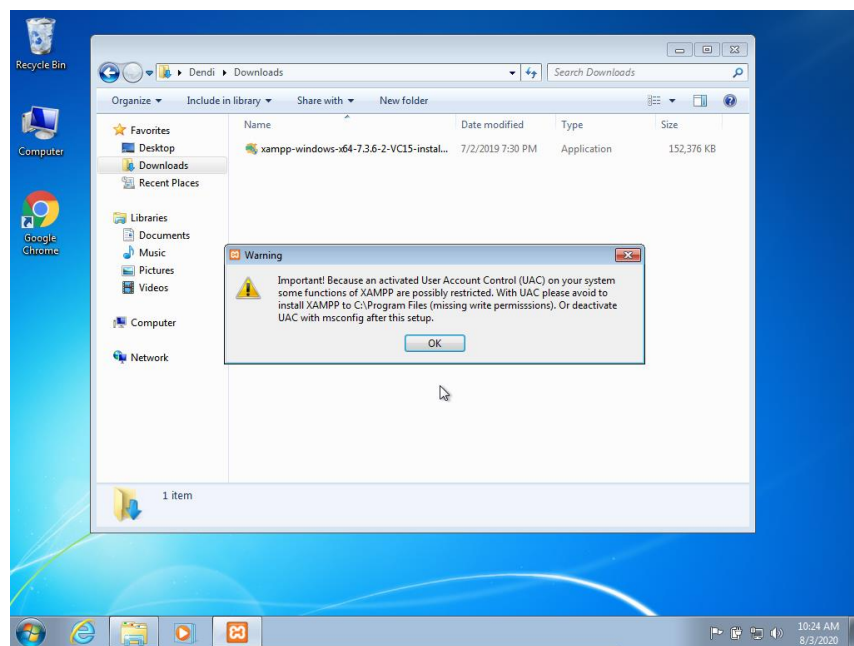 Recycle Bin
Computer
Google
Chrome
Dendi
Downloads
Search Downloads
Organize
Include in library
Share with
New folder
Favorites
Desktop
Downloads
Recent Places
Libraries
Documents
Music
Pictures
Videos
Computer
Network
Name Date modified Type Size
xampp-windows-x64-7.3.6-2-VC15-instal... 7/2/2019 7:30 PM Application 152,376 KB
Warning
Important! Because an activated User Account Control (UAC) on your system
some functions of XAMPP are possibly restricted. With UAC please avoid to
install XAMPP to C:\Program Files (missing write permisssions). Or deactivate
UAC with msconfig after this setup.
OK
1 item
10:24 AM
8/3/2020